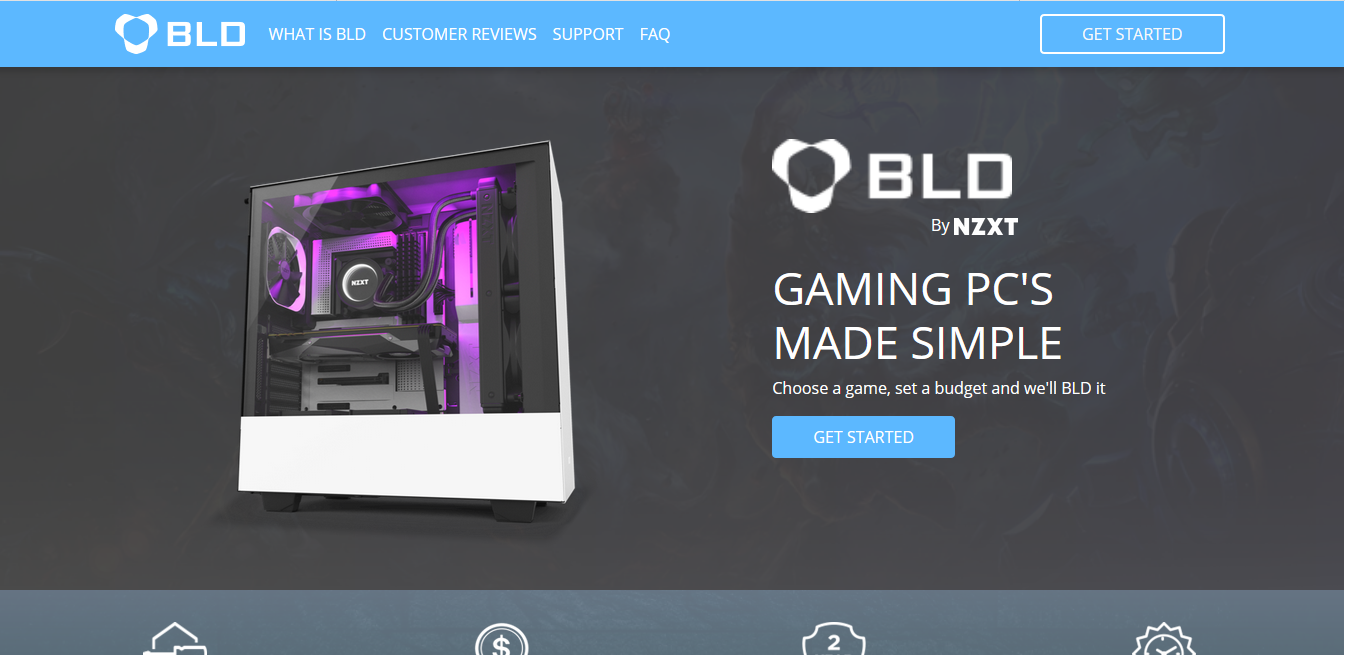 BLD
WHAT IS BLD
CUSTOMER REVIEWS
SUPPORT
FAQ
GET STARTED
BLD
By NZXT
NZXT
GAMING PC'S
MADE SIMPLE
Choose a game, set a budget and we'll BLD it
GET STARTED
$
2